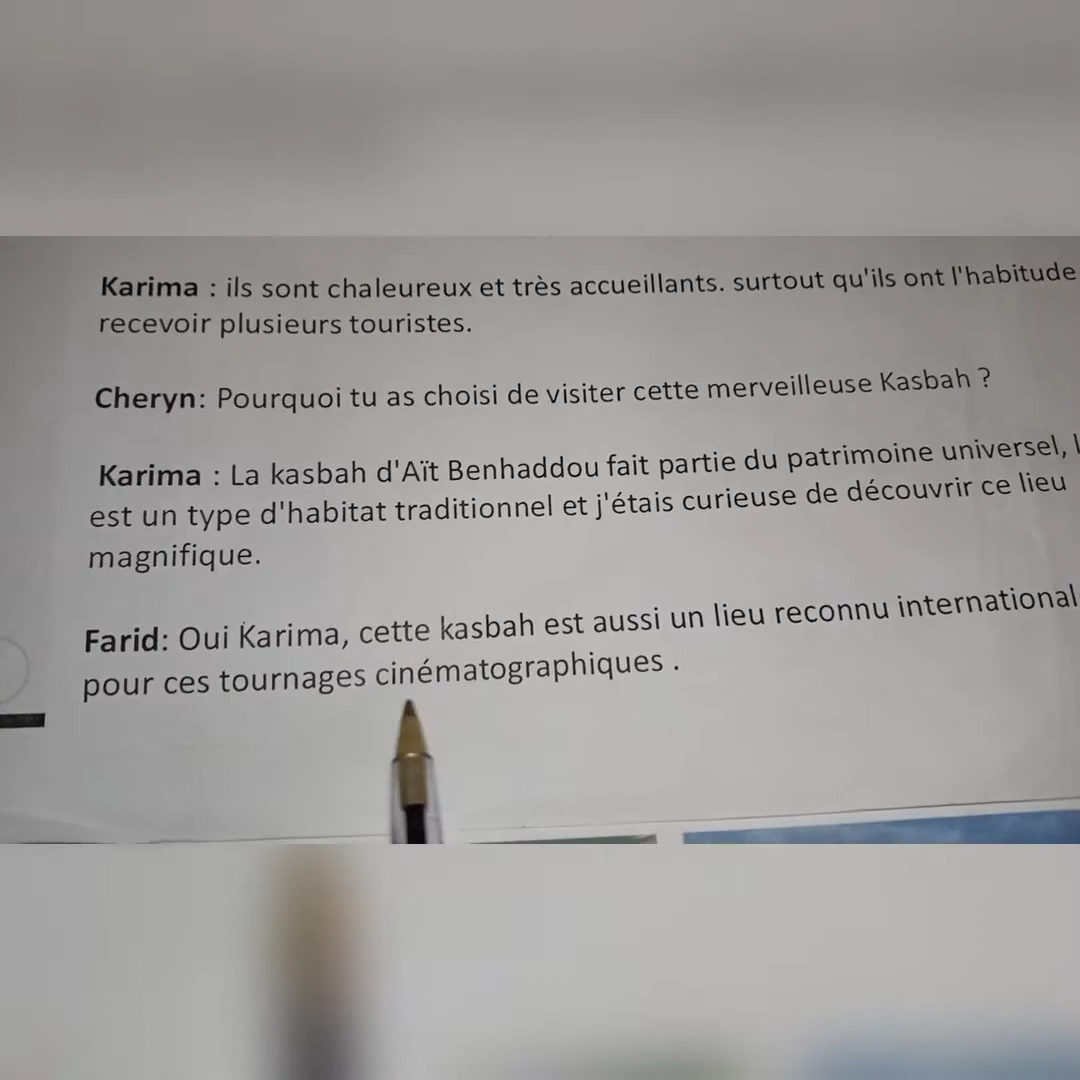 Karima : ils sont chaleureux et très accueillants. surtout qu'ils ont l'habitude
recevoir plusieurs touristes.
Cheryn: Pourquoi tu as choisi de visiter cette merveilleuse Kasbah ?
Karima : La kasbah d'Aït Benhaddou fait partie du patrimoine universel,
est un type d'habitat traditionnel et j'étais curieuse de découvrir ce lieu
magnifique.
Farid: Oui Karima, cette kasbah est aussi un lieu reconnu international
pour ces tournages cinématographiques .